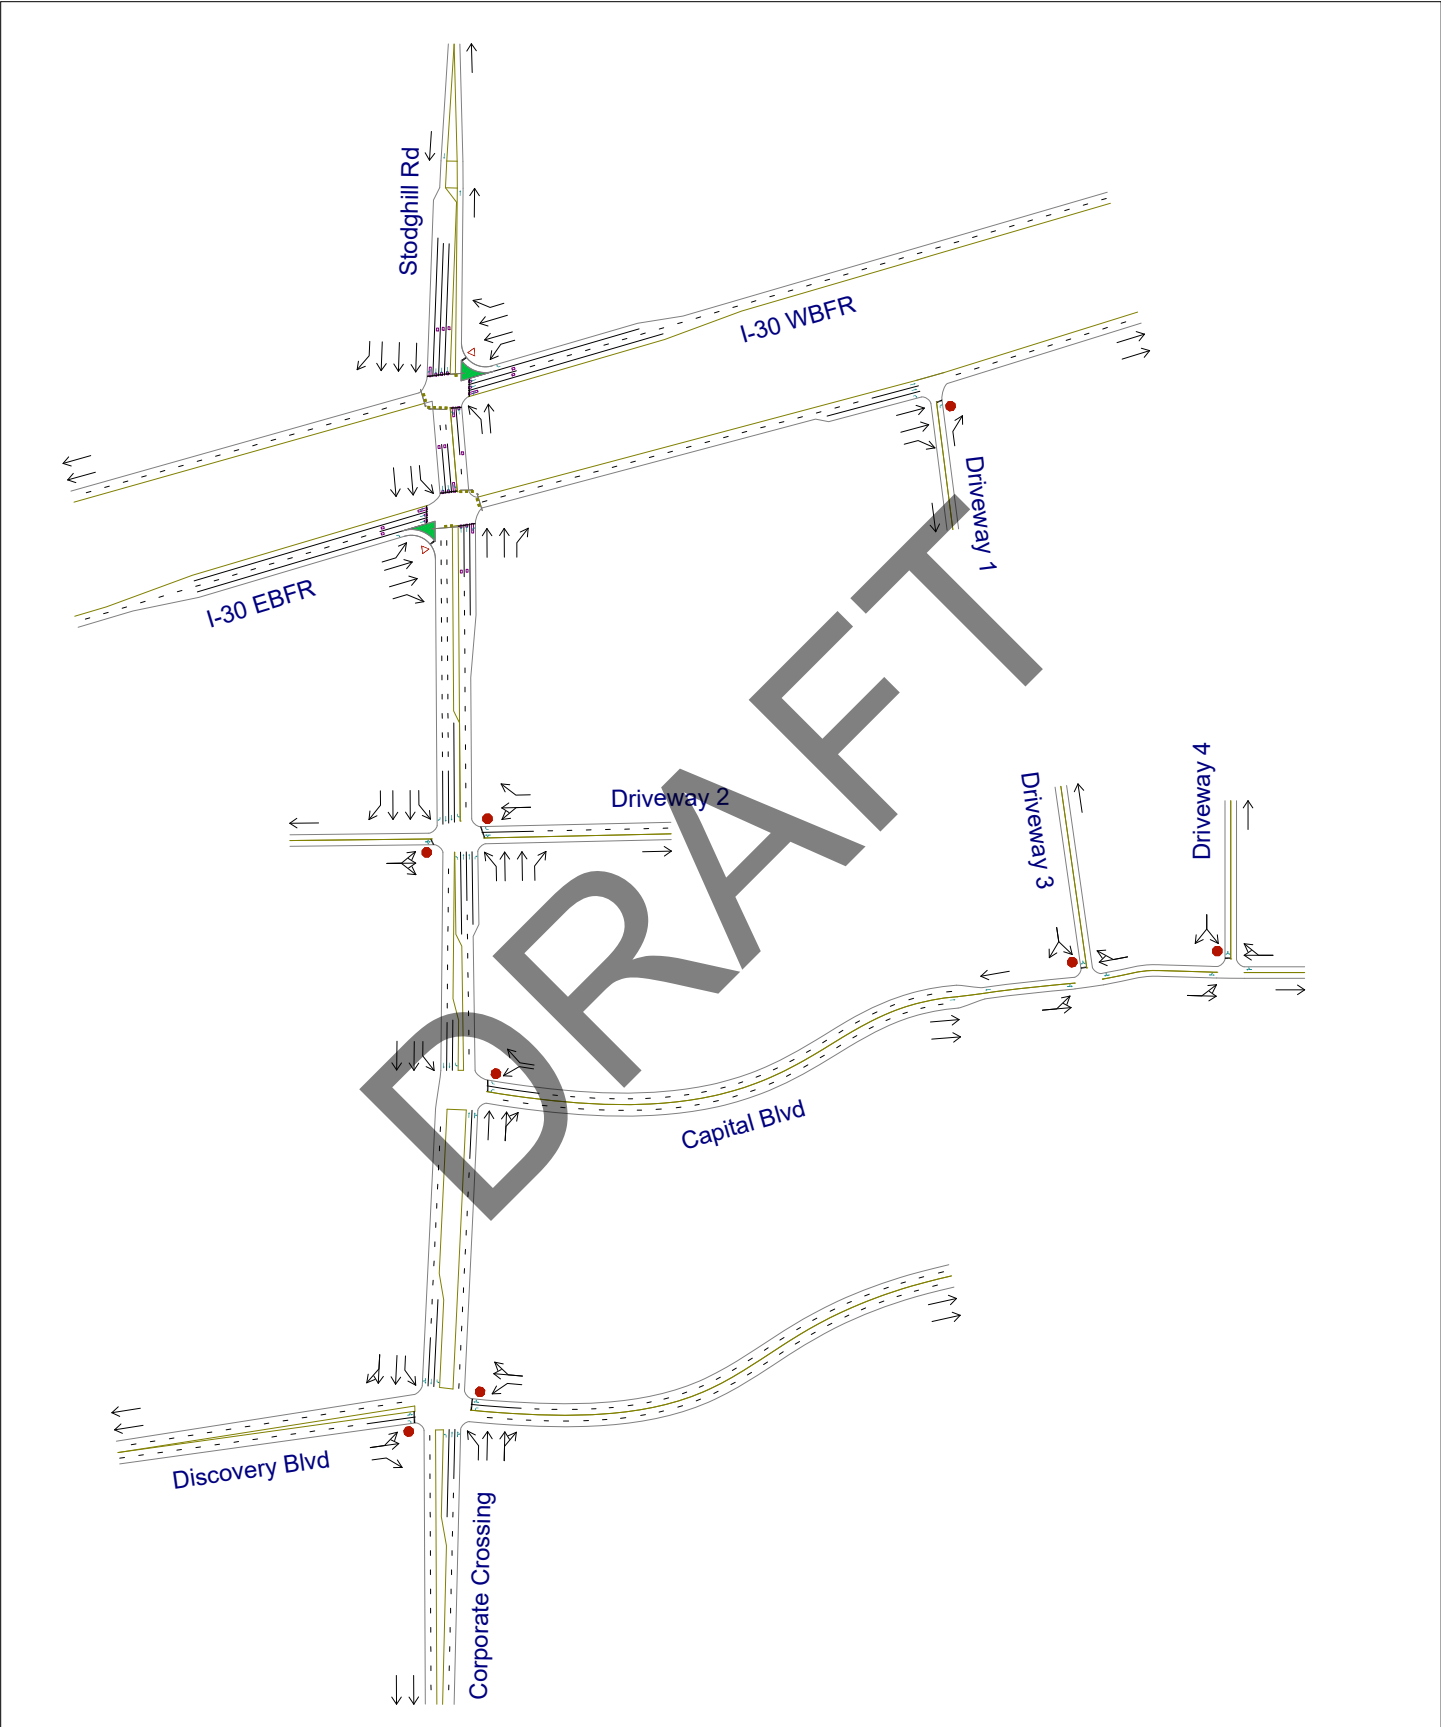 Stodghill Rd
I-30 WBFR
I-30 EBFR
Driveway 1
Driveway 2
Driveway 3
Driveway 4
DRAFT
Capital Blvd
Discovery Blvd
Corporate Crossing